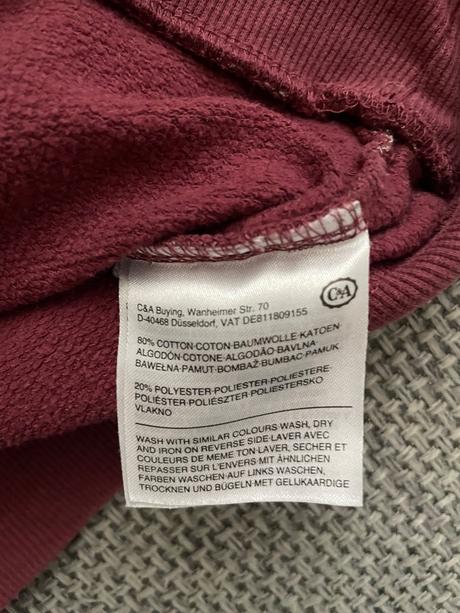 C&A
C&A Buying, Wanheimer Str. 70
D-40468 Düsseldorf, VAT DE811809155
80% COTTON·COTON·BAUMWOLLE·KATOEN·
ALGODÓN·COTONE·ALGODÃO·BAVLNA·
BAWEŁNA·PAMUT·BOMBAŽ·BUMBAC·PAMUK
20% POLYESTER·POLIESTER·POLIESTERE·
POLIÉSTER·POLIÉSZTER·POLIESTERSKO
VLAKNO
WASH WITH SIMILAR COLOURS·WASH, DRY
AND IRON ON REVERSE SIDE·LAVER AVEC
COULEURS DE MEME TON·LAVER, SECHER ET
REPASSER SUR L'ENVERS·MIT ÄHNLICHEN
FARBEN WASCHEN·AUF LINKS WASCHEN,
TROCKNEN UND BÜGELN·MET GELIJKAARDIGE